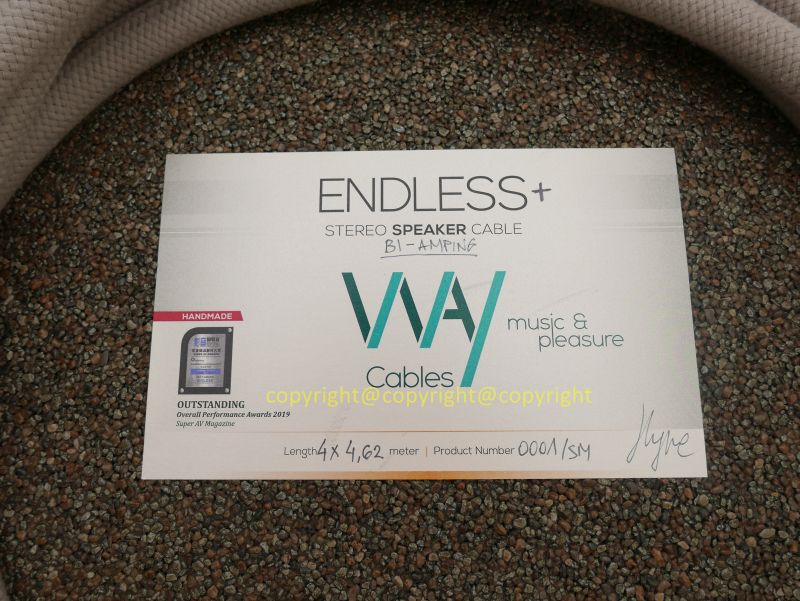 ENDLESS+
STEREO SPEAKER CABLE
BI-AMPING
WAY
music &
pleasure
Cables
HANDMADE
copyright@copyright@copyright
OUTSTANDING
Overall Performance Awards 2019
Super AV Magazine
Length 4 x 4,62 meter | Product Number 0001/SM